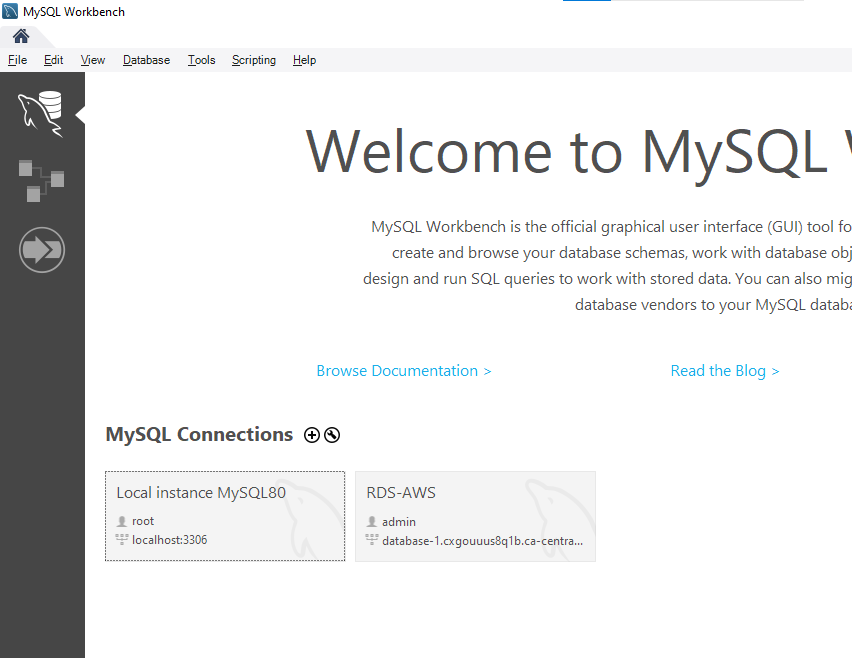 MySQL Workbench
File Edit View Database Tools Scripting Help
Welcome to MySQL
MySQL Workbench is the official graphical user interface (GUI) tool fo
create and browse your database schemas, work with database obj
design and run SQL queries to work with stored data. You can also mig
database vendors to your MySQL databa
Browse Documentation > Read the Blog >
MySQL Connections
Local instance MySQL80
root
localhost:3306
RDS-AWS
admin
database-1.cxgouuus8q1b.ca-centra...